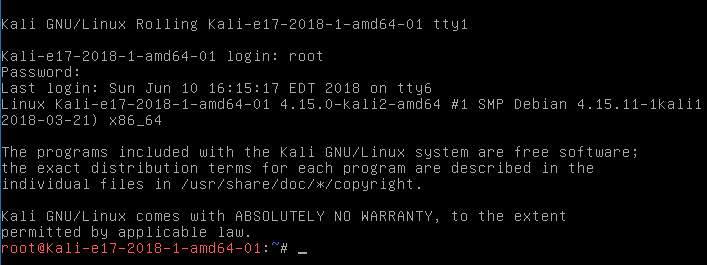 Kali GNU/Linux Rolling Kali-e17-2018-1-amd64-01 tty1
Kali-e17-2018-1-amd64-01 login: root
Password:
Last login: Sun Jun 10 16:15:17 EDT 2018 on tty6
Linux Kali-e17-2018-1-amd64-01 4.15.0-kali2-amd64 #1 SMP Debian 4.15.11-1kali1
2018-03-21) x86_64
The programs included with the Kali GNU/Linux system are free software;
the exact distribution terms for each program are described in the
individual files in /usr/share/doc/*/copyright.
Kali GNU/Linux comes with ABSOLUTELY NO WARRANTY, to the extent
permitted by applicable law.
root@Kali-e17-2018-1-amd64-01:~# _